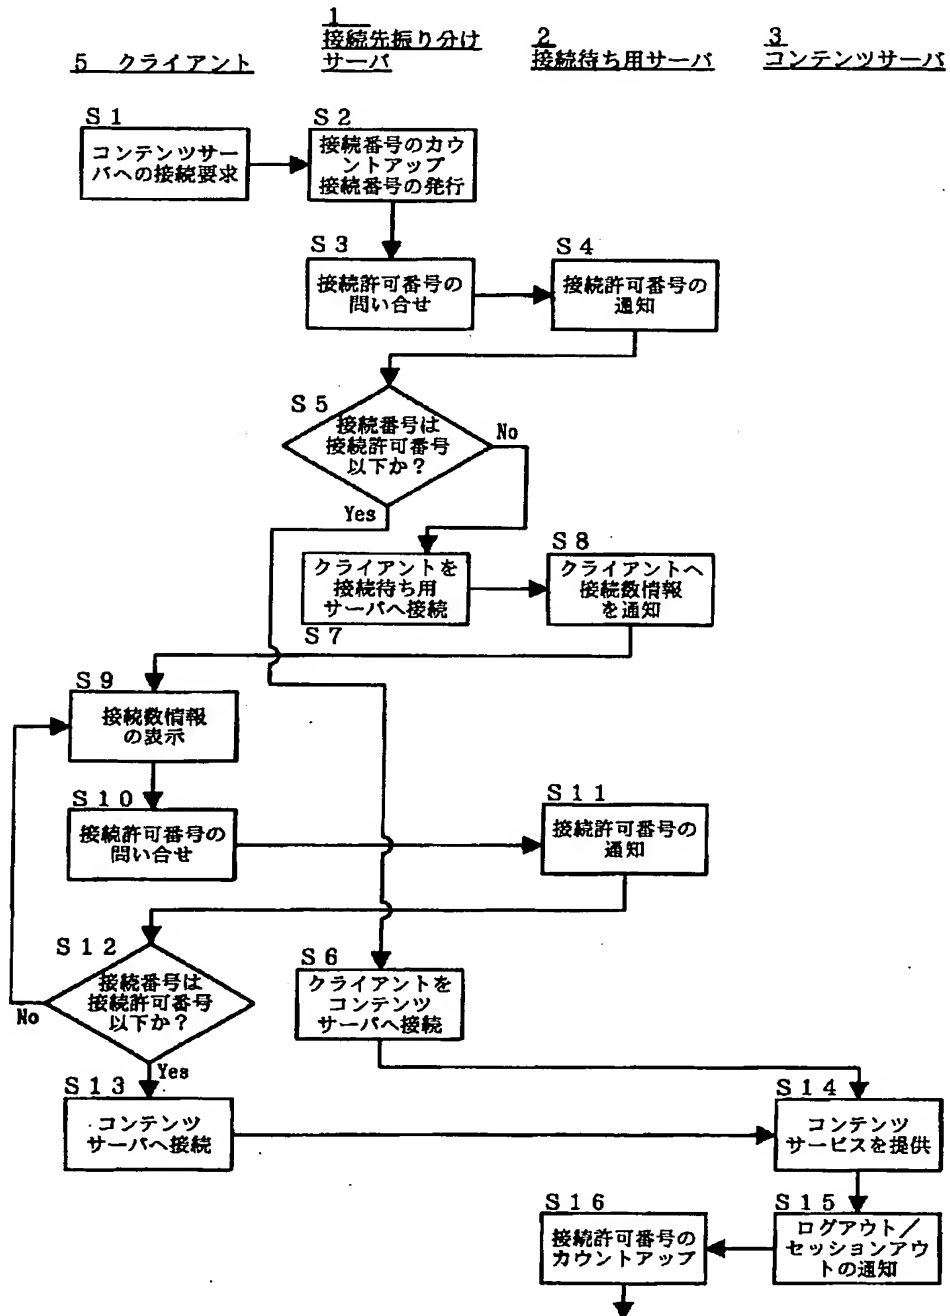 5 クライアント
1
接続先振り分け
サーバ
2
接続待ち用サーバ
3
コンテンツサーバ
S1
コンテンツサー
バへの接続要求
S2
接続番号のカウ
ントアップ
接続番号の発行
S3
接続許可番号の
問い合せ
S4
接続許可番号の
通知
S5
接続番号は
接続許可番号
以下か?
No
Yes
クライアントを
接続待ち用
サーバへ接続
S7
S8
クライアントへ
接続数情報
を通知
S9
接続数情報
の表示
S10
接続許可番号の
問い合せ
S11
接続許可番号の
通知
S12
接続番号は
接続許可番号
以下か?
No
Yes
S6
クライアントを
コンテンツ
サーバへ接続
S13
コンテンツ
サーバへ接続
S14
コンテンツ
サービスを提供
S15
ログアウト/
セッションアウ
トの通知
S16
接続許可番号の
カウントアップ